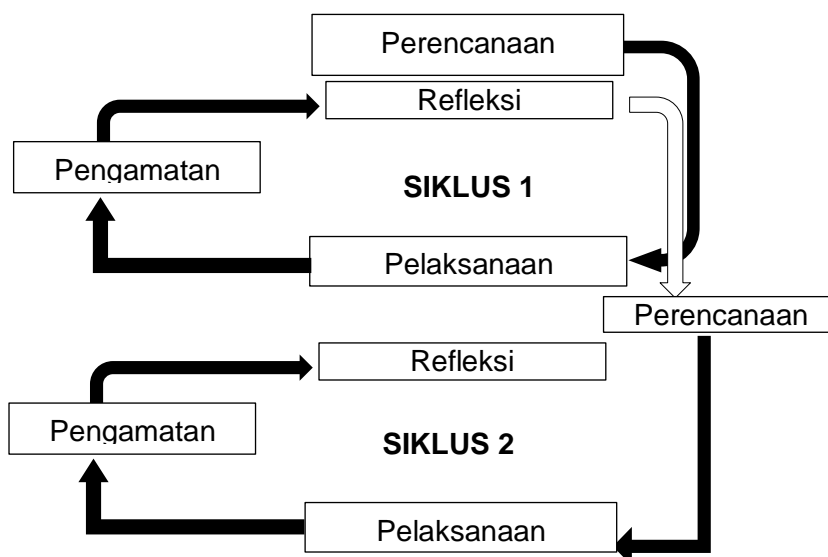 Perencanaan
Refleksi
Pengamatan
SIKLUS 1
Pelaksanaan
Perencanaan
Refleksi
Pengamatan
SIKLUS 2
Pelaksanaan